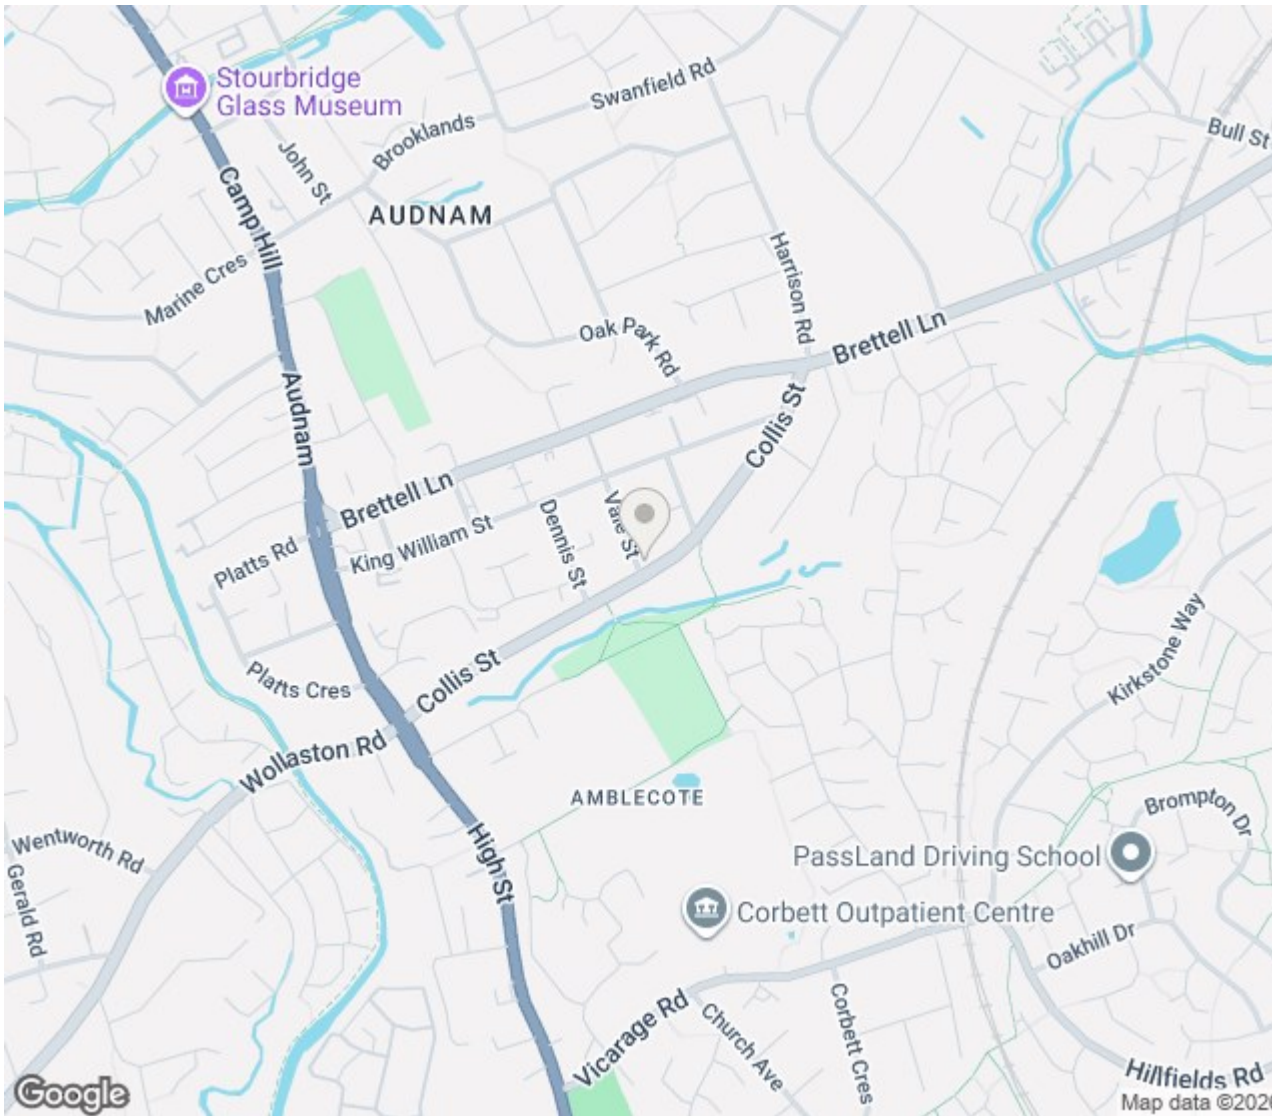 Stourbridge
Glass Museum
Swanfield Rd
Bull St
Brooklands
John St
AUDNAM
Camp Hill
Harrison Rd
Marine Cres
Oak Park Rd
Brettell Ln
Audnam
Collis St
Brettell Ln
Vale St
Dennis St
King William St
Platts Rd
Kirkstone Way
Platts Cres
Collis St
Wollaston Rd
AMBLECOTE
Brompton Dr
Wentworth Rd
High St
PassLand Driving School
Gerald Rd
Corbett Outpatient Centre
Oakhill Dr
Vicarage Rd
Church Ave
Corbett Cres
Hillfields Rd
Google
Map data ©202